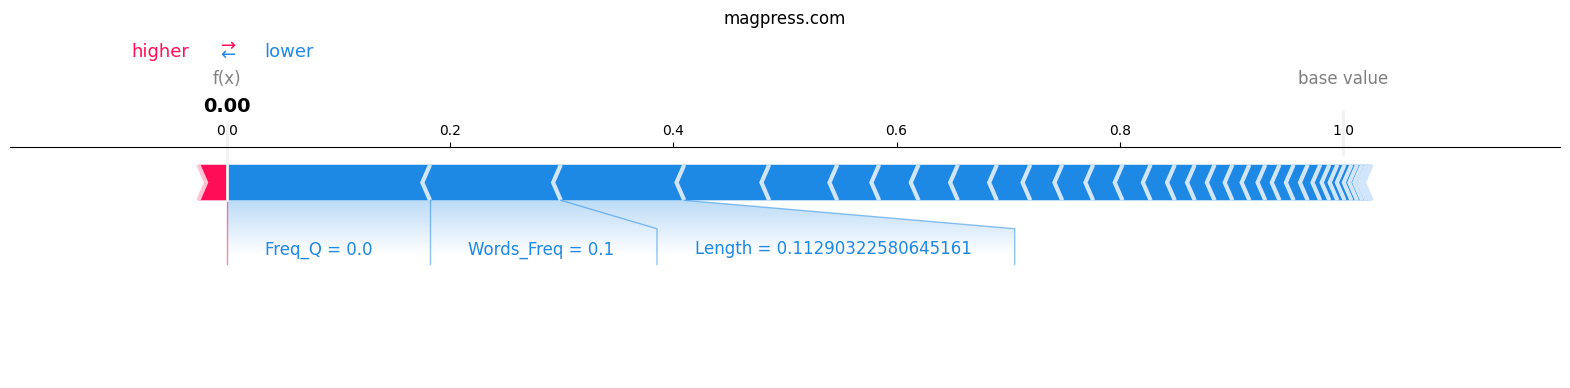 magpress.com
higher ⇄ lower
f(x) base value
0.00
0.0 0.2 0.4 0.6 0.8 1.0
Freq_Q = 0.0 Words_Freq = 0.1 Length = 0.11290322580645161